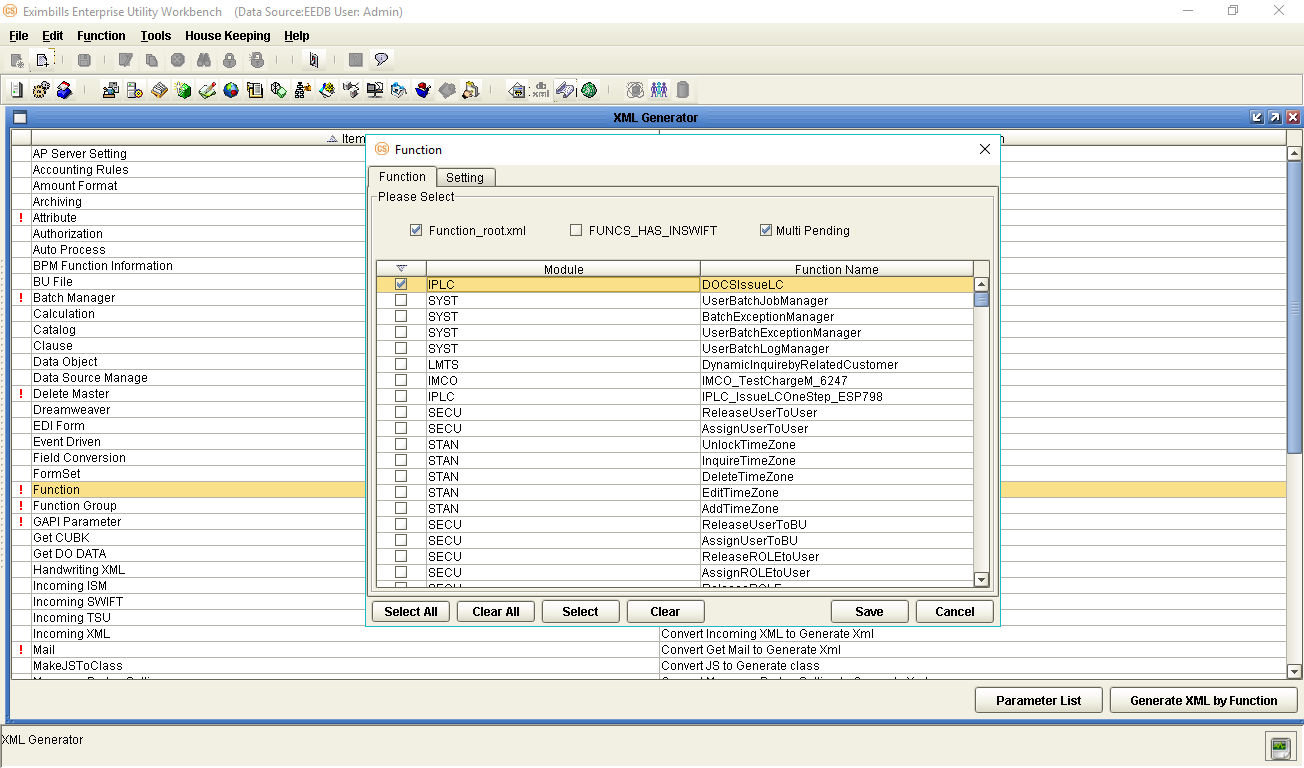 CS Eximbills Enterprise Utility Workbench (Data Source:EEDB User: Admin)
File Edit Function Tools House Keeping Help
xml
XML Generator
Item
AP Server Setting
Accounting Rules
Amount Format
Archiving
! Attribute
Authorization
Auto Process
BPM Function Information
BU File
! Batch Manager
Calculation
Catalog
Clause
Data Object
Data Source Manage
! Delete Master
Dreamweaver
EDI Form
Event Driven
Field Conversion
FormSet
! Function
! Function Group
! GAPI Parameter
Get CUBK
Get DO DATA
Handwriting XML
Incoming ISM
Incoming SWIFT
Incoming TSU
Incoming XML Convert Incoming XML to Generate Xml
! Mail Convert Get Mail to Generate Xml
MakeJSToClass Convert JS to Generate class
CS Function
Function Setting
Please Select
Function_root.xml FUNCS_HAS_INSWIFT Multi Pending
Module Function Name
IPLC DOCSIssueLC
SYST UserBatchJobManager
SYST BatchExceptionManager
SYST UserBatchExceptionManager
SYST UserBatchLogManager
LMTS DynamicInquirebyRelatedCustomer
IMCO IMCO_TestChargeM_6247
IPLC IPLC_IssueLCOneStep_ESP798
SECU ReleaseUserToUser
SECU AssignUserToUser
STAN UnlockTimeZone
STAN InquireTimeZone
STAN DeleteTimeZone
STAN EditTimeZone
STAN AddTimeZone
SECU ReleaseUserToBU
SECU AssignUserToBU
SECU ReleaseROLEtoUser
SECU AssignROLEtoUser
Select All Clear All Select Clear Save Cancel
Parameter List Generate XML by Function
XML Generator